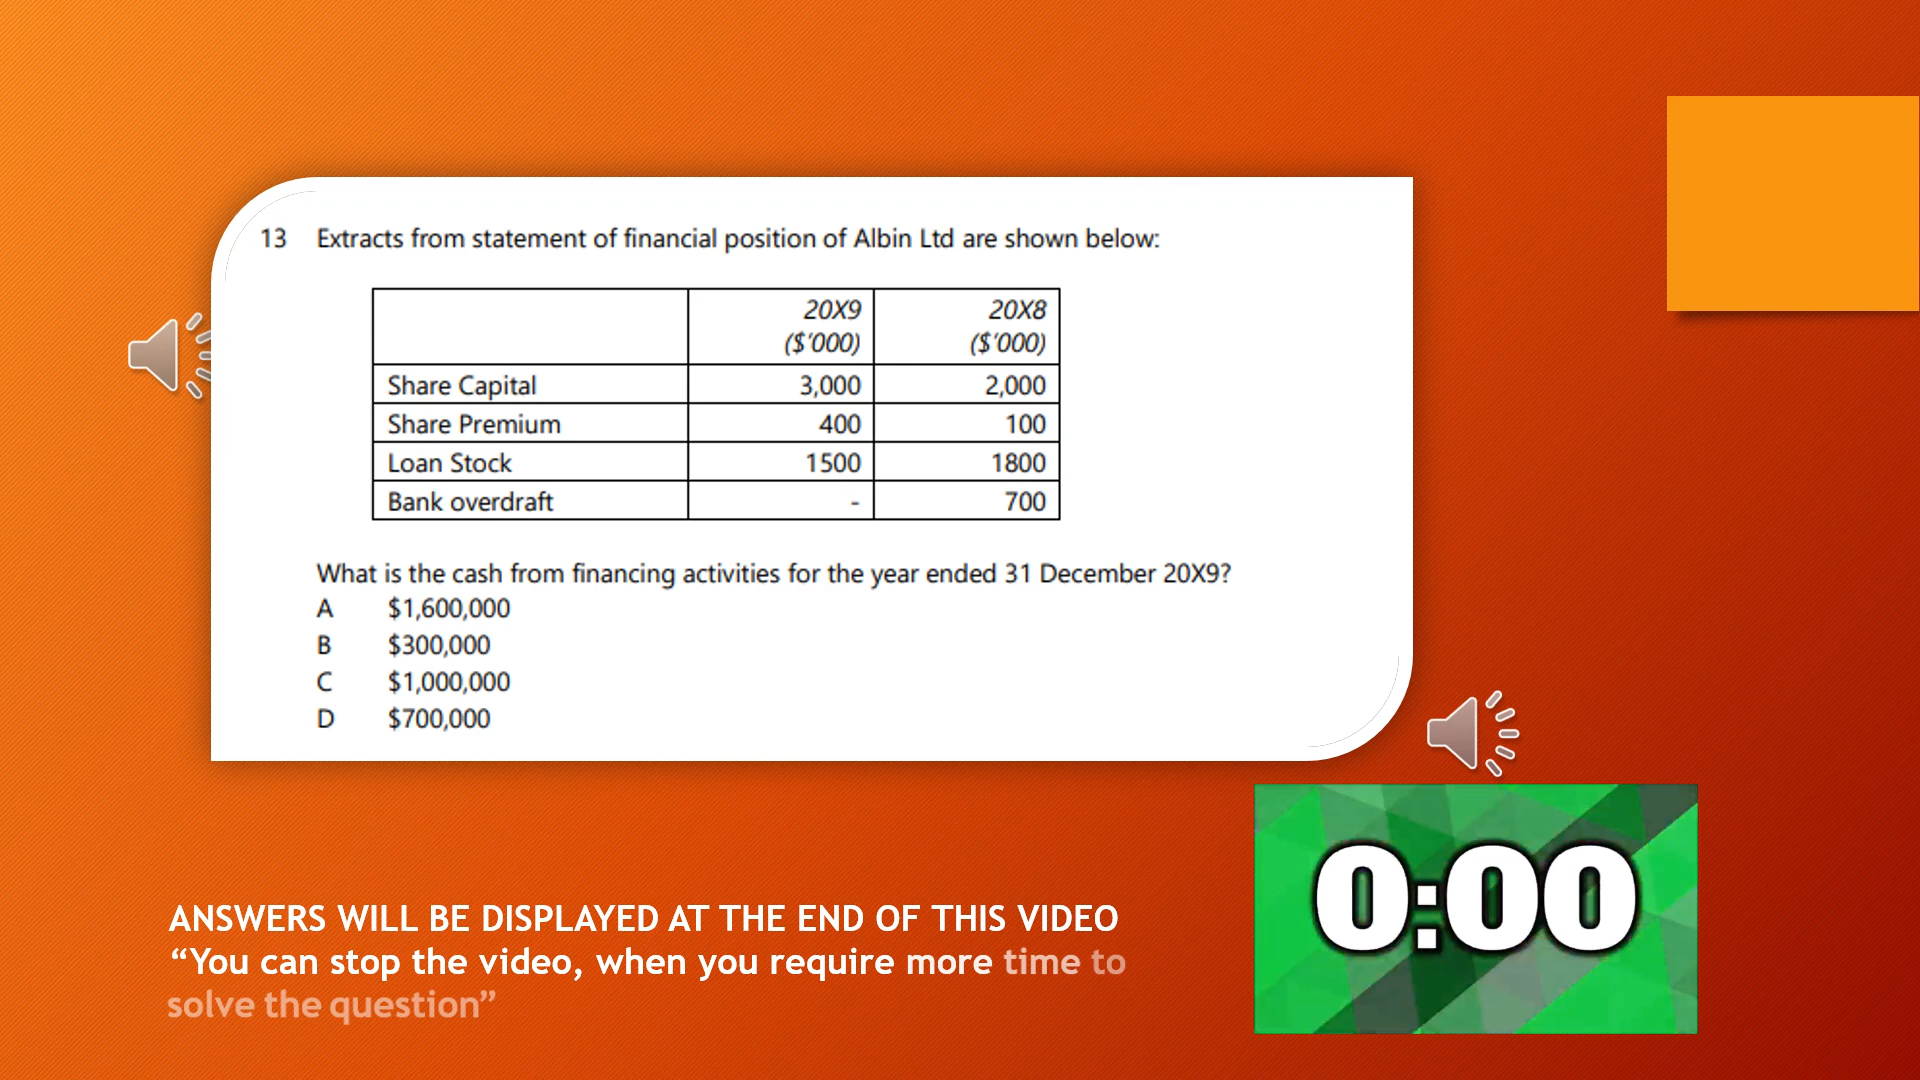 13 Extracts from statement of financial position of Albin Ltd are shown below:
20X9 20X8
($'000) ($'000)
Share Capital 3,000 2,000
Share Premium 400 100
Loan Stock 1500 1800
Bank overdraft - 700
What is the cash from financing activities for the year ended 31 December 20X9?
A $1,600,000
B $300,000
C $1,000,000
D $700,000
0:00
ANSWERS WILL BE DISPLAYED AT THE END OF THIS VIDEO
“You can stop the video, when you require more time to
solve the question”